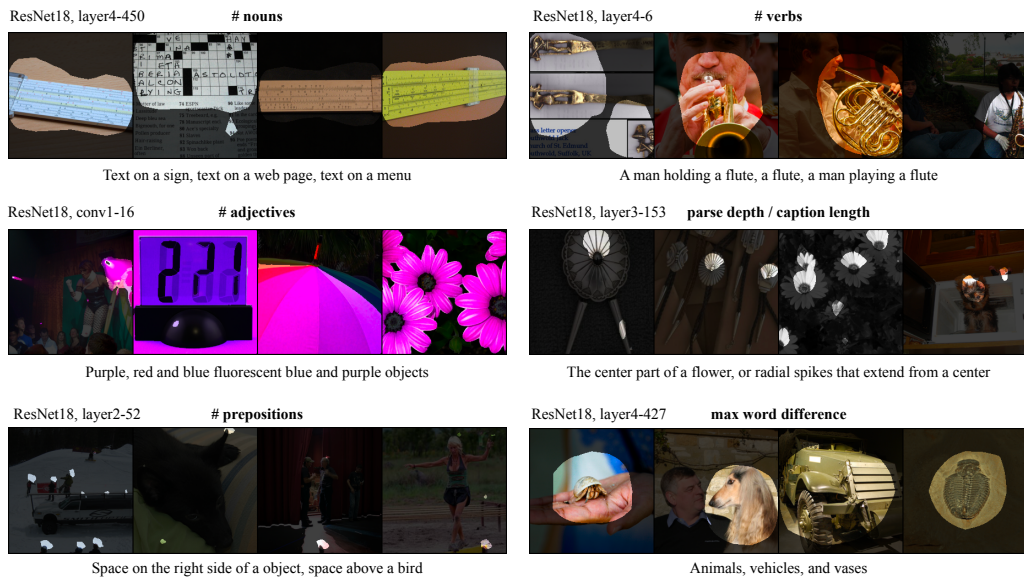 ResNet18, layer4-450 # nouns
Text on a sign, text on a web page, text on a menu
ResNet18, layer4-6 # verbs
A man holding a flute, a flute, a man playing a flute
ResNet18, conv1-16 # adjectives
221
Purple, red and blue fluorescent blue and purple objects
ResNet18, layer3-153 parse depth / caption length
The center part of a flower, or radial spikes that extend from a center
ResNet18, layer2-52 # prepositions
Space on the right side of a object, space above a bird
ResNet18, layer4-427 max word difference
Animals, vehicles, and vases